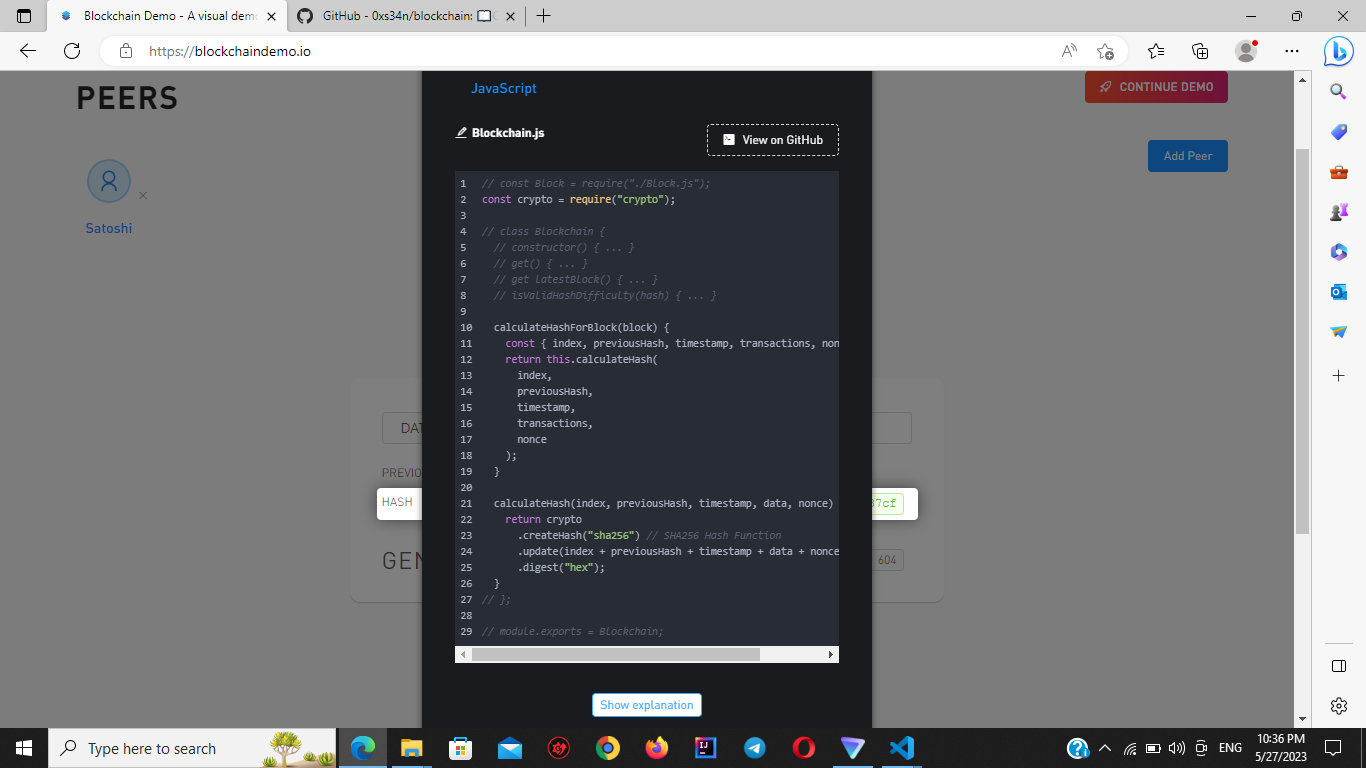 Blockchain Demo - A visual demo
GitHub - 0xs34n/blockchain:
https://blockchaindemo.io
PEERS
CONTINUE DEMO
Add Peer
Satoshi
JavaScript
Blockchain.js
View on GitHub
1 // const Block = require("./Block.js");
2 const crypto = require("crypto");
3
4 // class Blockchain {
5 // constructor() { ... }
6 // get() { ... }
7 // get latestBlock() { ... }
8 // isValidHashDifficulty(hash) { ... }
9
10 calculateHashForBlock(block) {
11 const { index, previousHash, timestamp, transactions, non
12 return this.calculateHash(
13 index,
14 previousHash,
15 timestamp,
16 transactions,
17 nonce
18 );
19 }
20
21 calculateHash(index, previousHash, timestamp, data, nonce)
22 return crypto
23 .createHash("sha256") // SHA256 Hash Function
24 .update(index + previousHash + timestamp + data + nonce
25 .digest("hex");
26 }
27 // };
28
29 // module.exports = Blockchain;
Show explanation
DAT
PREVIO
HASH
37cf
GEN
604
Type here to search
ENG
10:36 PM
5/27/2023